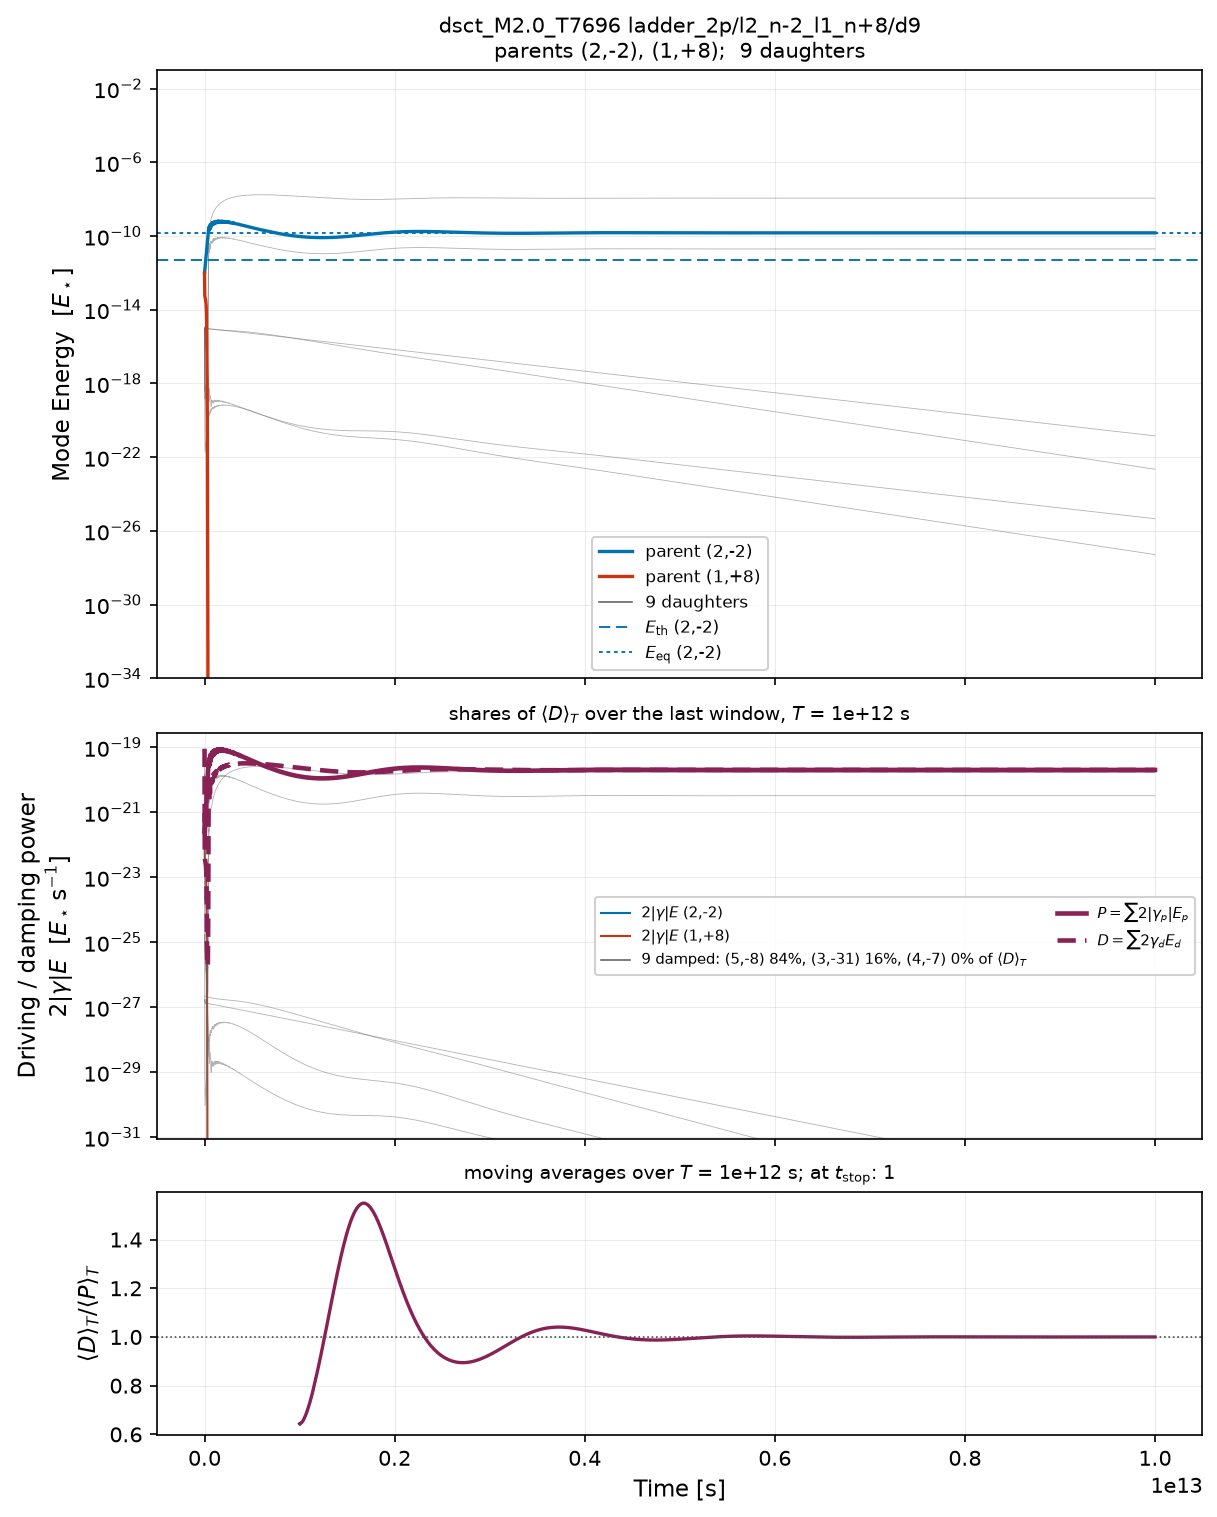 dsct_M2.0_T7696 ladder_2p/l2_n-2_l1_n+8/d9
parents (2,-2), (1,+8);  9 daughters
10⁻²
10⁻⁶
10⁻¹⁰
10⁻¹⁴
10⁻¹⁸
10⁻²²
10⁻²⁶
10⁻³⁰
10⁻³⁴
Mode Energy  [E⋆]
parent (2,-2)
parent (1,+8)
9 daughters
E_th (2,-2)
E_eq (2,-2)
shares of ⟨D⟩_T over the last window, T = 1e+12 s
10⁻¹⁹
10⁻²¹
10⁻²³
10⁻²⁵
10⁻²⁷
10⁻²⁹
10⁻³¹
Driving / damping power
2|γ|E  [E⋆ s⁻¹]
2|γ|E (2,-2)
2|γ|E (1,+8)
9 damped: (5,-8) 84%, (3,-31) 16%, (4,-7) 0% of ⟨D⟩_T
P = ∑2|γ_p|E_p
D = ∑2γ_dE_d
moving averages over T = 1e+12 s; at t_stop: 1
1.4
1.2
1.0
0.8
0.6
⟨D⟩_T/⟨P⟩_T
0.0 0.2 0.4 0.6 0.8 1.0
1e13
Time [s]